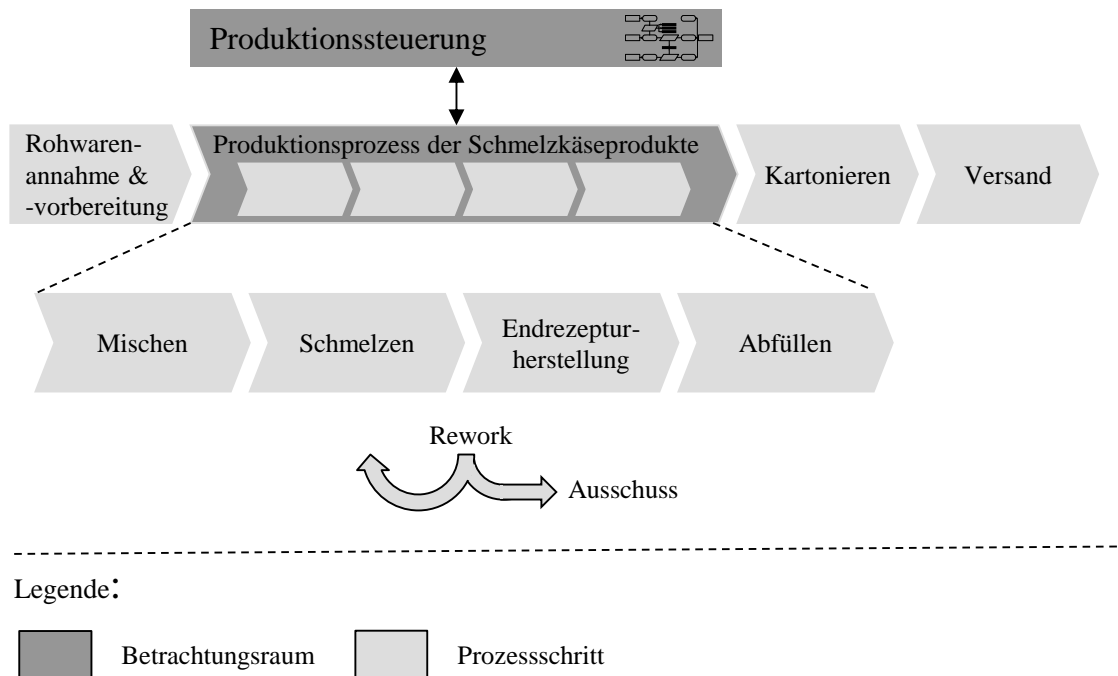 Produktionssteuerung
Rohwaren-
annahme &
-vorbereitung
Produktionsprozess der Schmelzkäseprodukte
Kartonieren
Versand
Mischen
Schmelzen
Endrezeptur-
herstellung
Abfüllen
Rework
Ausschuss
Legende:
Betrachtungsraum
Prozessschritt